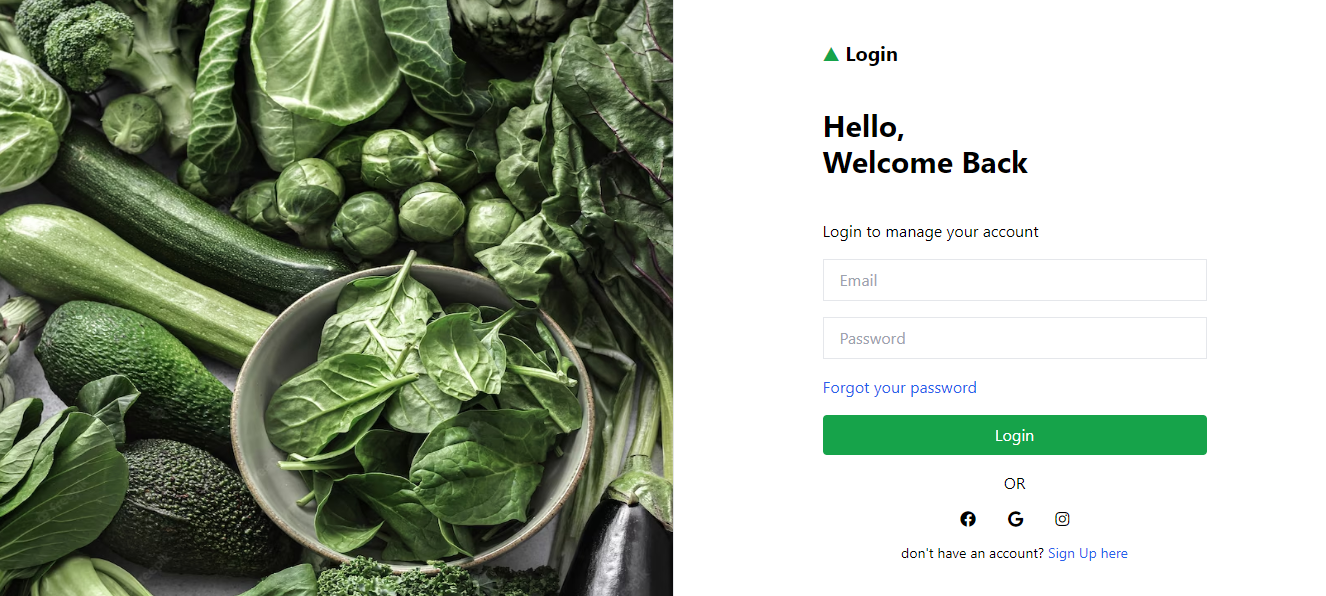 Login
Hello,
Welcome Back
Login to manage your account
Email
Password
Forgot your password
Login
OR
don't have an account? Sign Up here